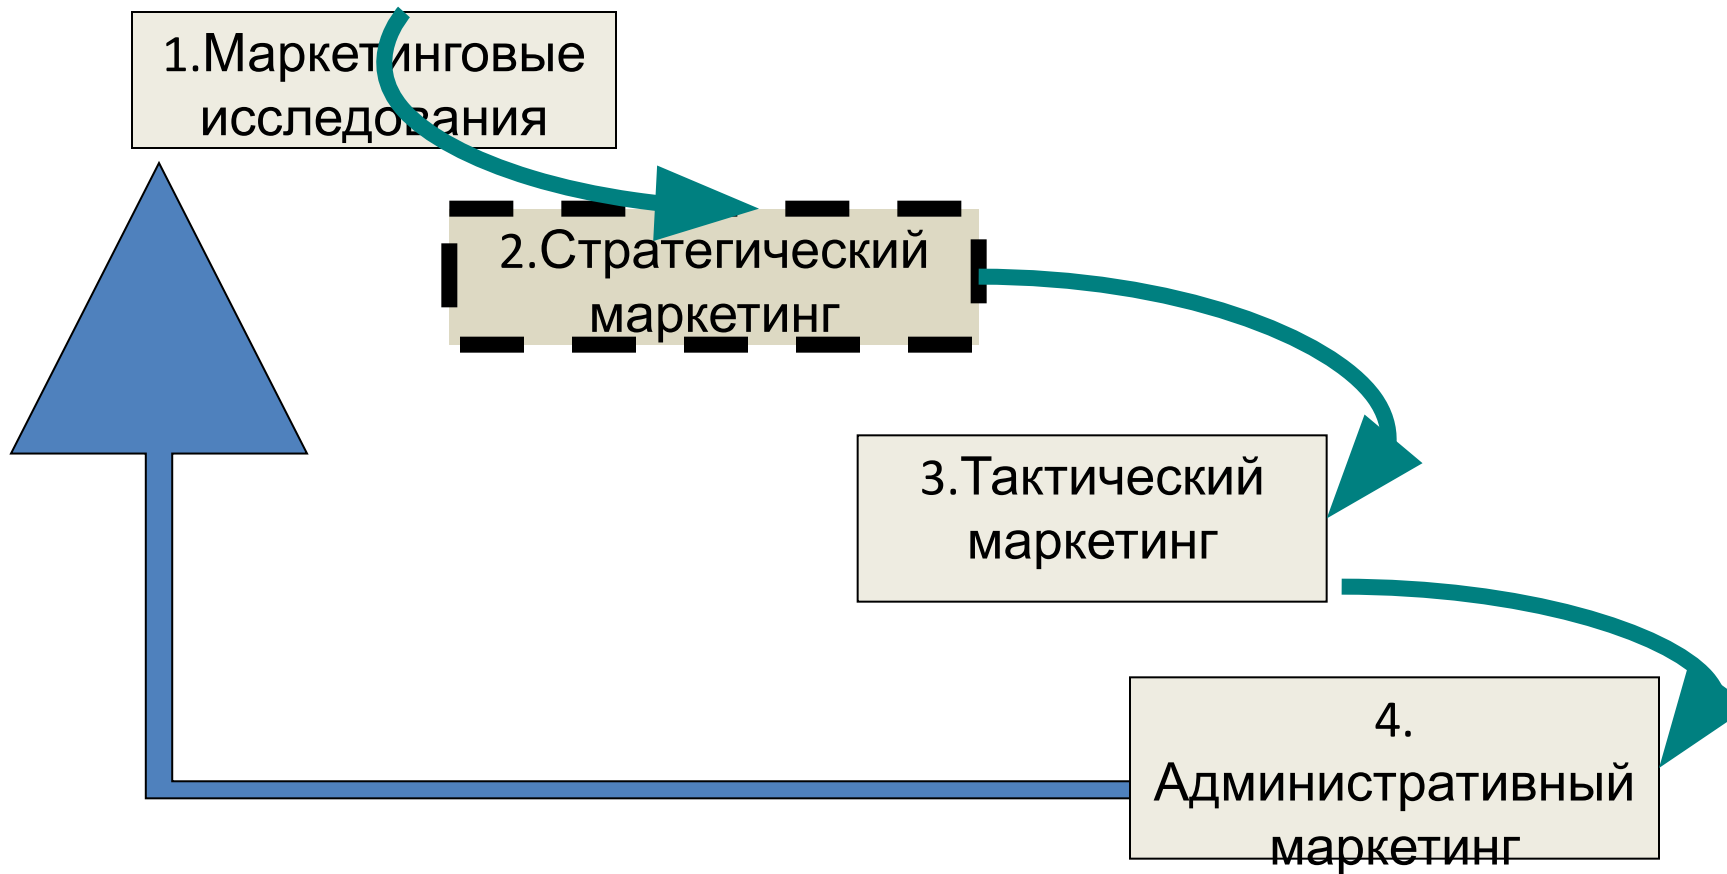 1.Маркетинговые
исследования
2.Стратегический
маркетинг
3.Тактический
маркетинг
4.
Административный
маркетинг